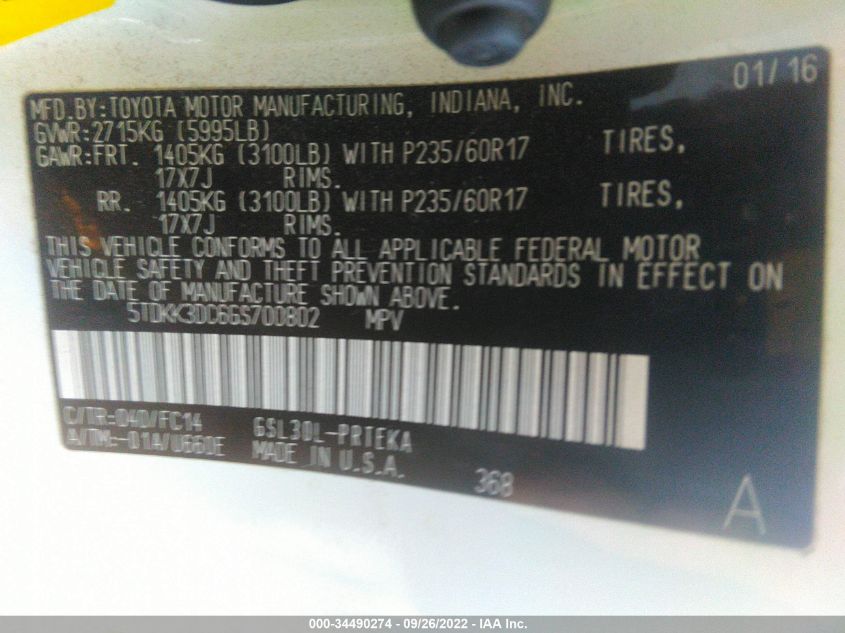 01/16
MFD.BY:TOYOTA MOTOR MANUFACTURING, INDIANA, INC.
GVWR:2715KG (5995LB)
GAWR:FRT. 1405KG (3100LB) WITH P235/60R17 TIRES,
17X7J RIMS.
RR. 1405KG (3100LB) WITH P235/60R17 TIRES,
17X7J RIMS.
THIS VEHICLE CONFORMS TO ALL APPLICABLE FEDERAL MOTOR
VEHICLE SAFETY AND THEFT PREVENTION STANDARDS IN EFFECT ON
THE DATE OF MANUFACTURE SHOWN ABOVE.
5TDKK3DC6GS700802 MPV
C/TR:040/FC14 GSL30L-PRTEKA
A/TM:-01A/U660E MADE IN U.S.A.
368
A
000-34490274 - 09/26/2022 - IAA Inc.